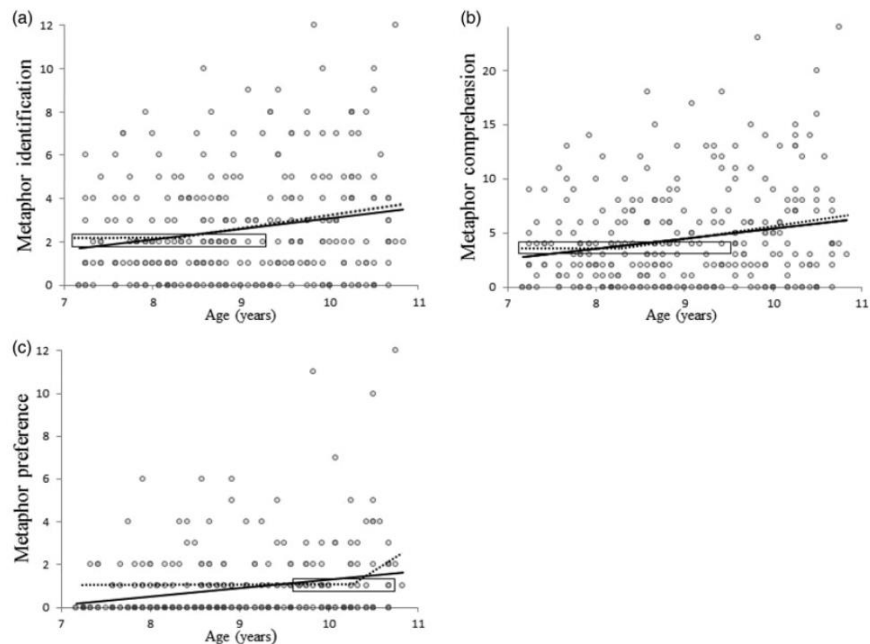 (a)
12
10
8
6
4
2
0
Metaphor identification
7 8 9 10 11
Age (years)
(b)
20
15
10
5
0
Metaphor comprehension
7 8 9 10 11
Age (years)
(c)
12
10
8
6
4
2
0
Metaphor preference
7 8 9 10 11
Age (years)